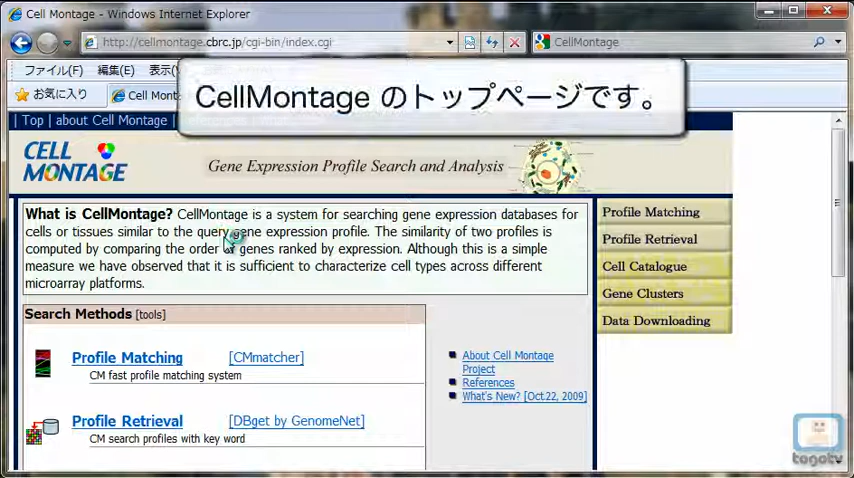 Cell Montage - Windows Internet Explorer
http://cellmontage.cbrc.jp/cgi-bin/index.cgi
CellMontage
ファイル(F) 編集(E) 表示(
お気に入り
Cell Mont
CellMontage のトップページです。
| Top | about Cell Montage |
CELL MONTAGE
Gene Expression Profile Search and Analysis
What is CellMontage? CellMontage is a system for searching gene expression databases for
cells or tissues similar to the query gene expression profile. The similarity of two profiles is
computed by comparing the order of genes ranked by expression. Although this is a simple
measure we have observed that it is sufficient to characterize cell types across different
microarray platforms.
Profile Matching
Profile Retrieval
Cell Catalogue
Gene Clusters
Data Downloading
Search Methods [tools]
Profile Matching [CMmatcher]
CM fast profile matching system
Profile Retrieval [DBget by GenomeNet]
CM search profiles with key word
About Cell Montage
Project
References
What's New? [Oct.22, 2009]
togotv